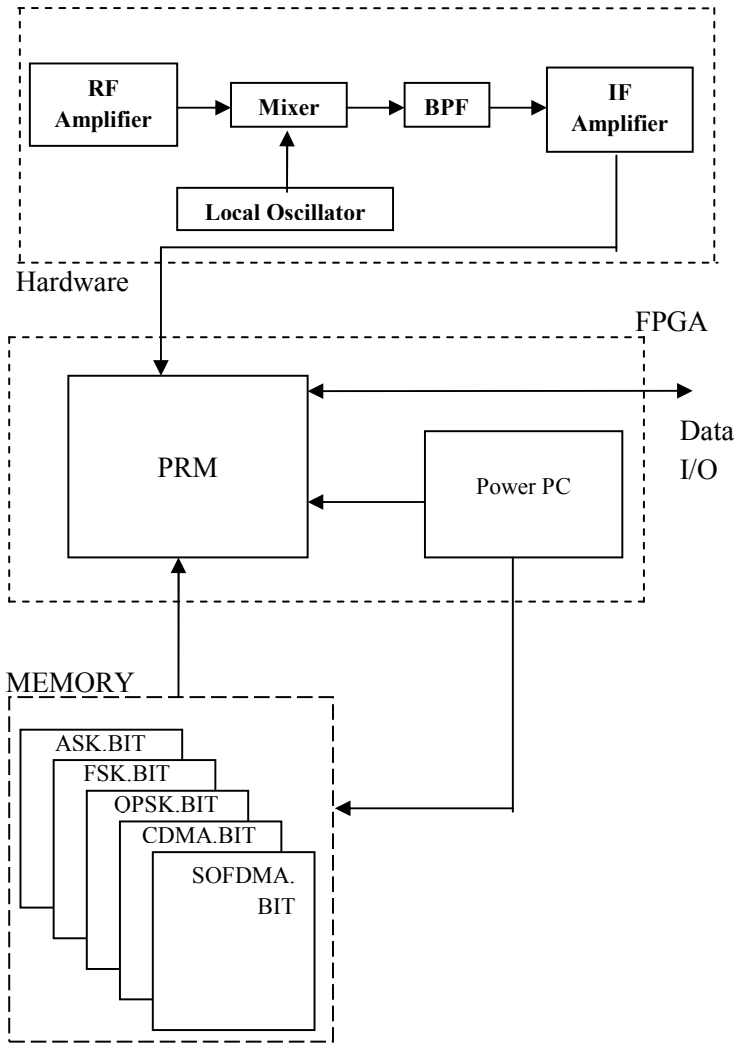 RF
Amplifier
Mixer
BPF
IF
Amplifier
Local Oscillator
Hardware
FPGA
PRM
Data
I/O
Power PC
MEMORY
ASK.BIT
FSK.BIT
OPSK.BIT
CDMA.BIT
SOFDMA.
BIT